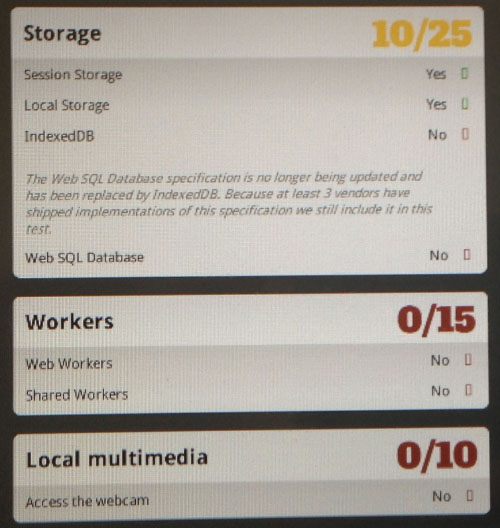 Storage 10/25
Session Storage Yes
Local Storage Yes
IndexedDB No
The Web SQL Database specification is no longer being updated and
has been replaced by IndexedDB. Because at least 3 vendors have
shipped implementations of this specification we still include it in this
test.
Web SQL Database No
Workers 0/15
Web Workers No
Shared Workers No
Local multimedia 0/10
Access the webcam No